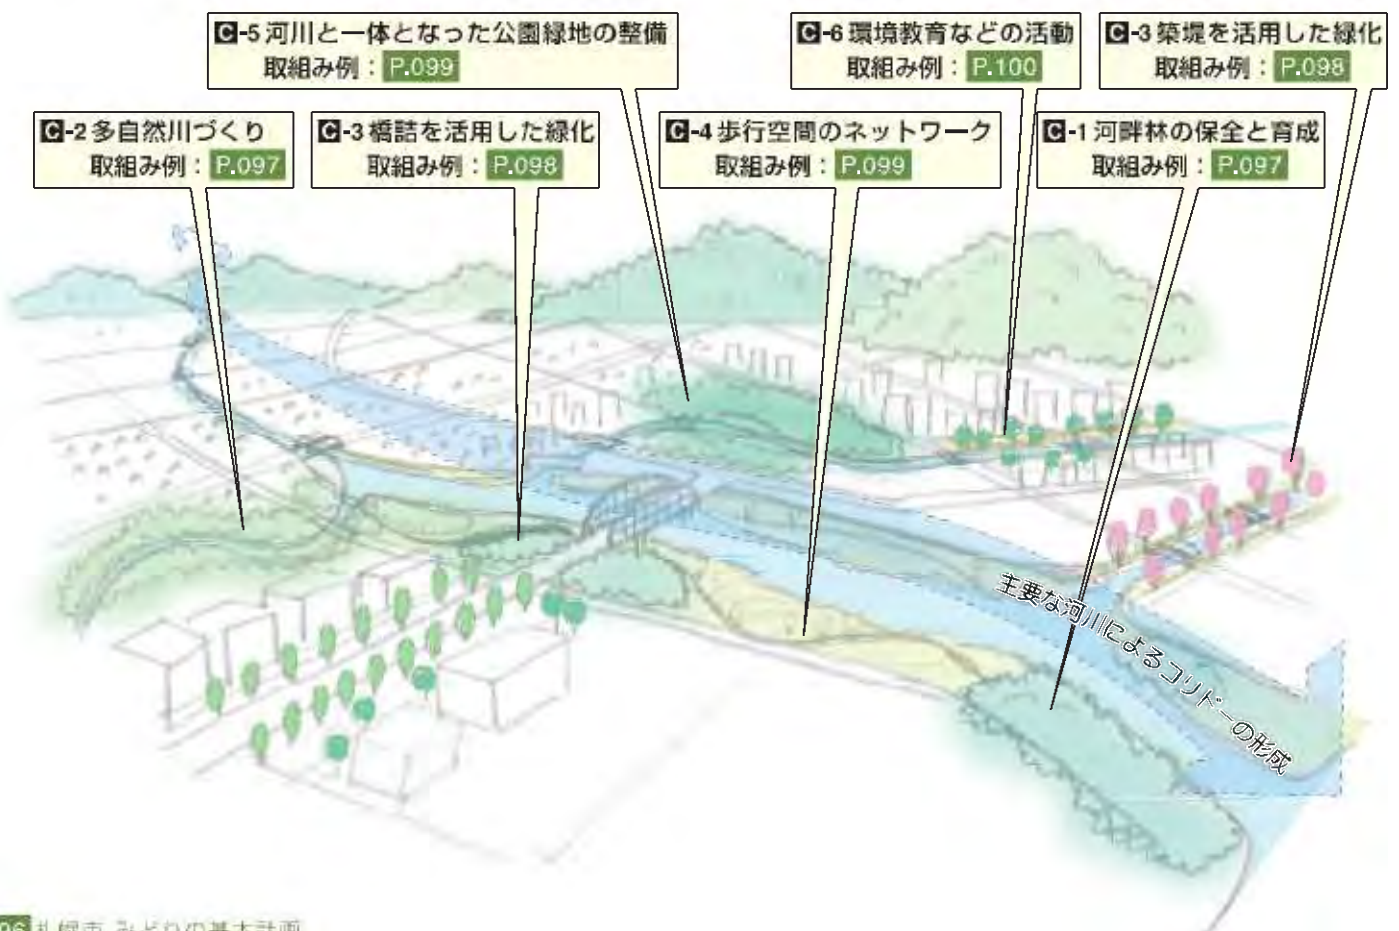 C-5 河川と一体となった公園緑地の整備
取組み例：P.099
C-6 環境教育などの活動
取組み例：P.100
C-3 築堤を活用した緑化
取組み例：P.098
C-2 多自然川づくり
取組み例：P.097
C-3 橋詰を活用した緑化
取組み例：P.098
C-4 歩行空間のネットワーク
取組み例：P.099
C-1 河畔林の保全と育成
取組み例：P.097
主要な河川によるコリドーの形成